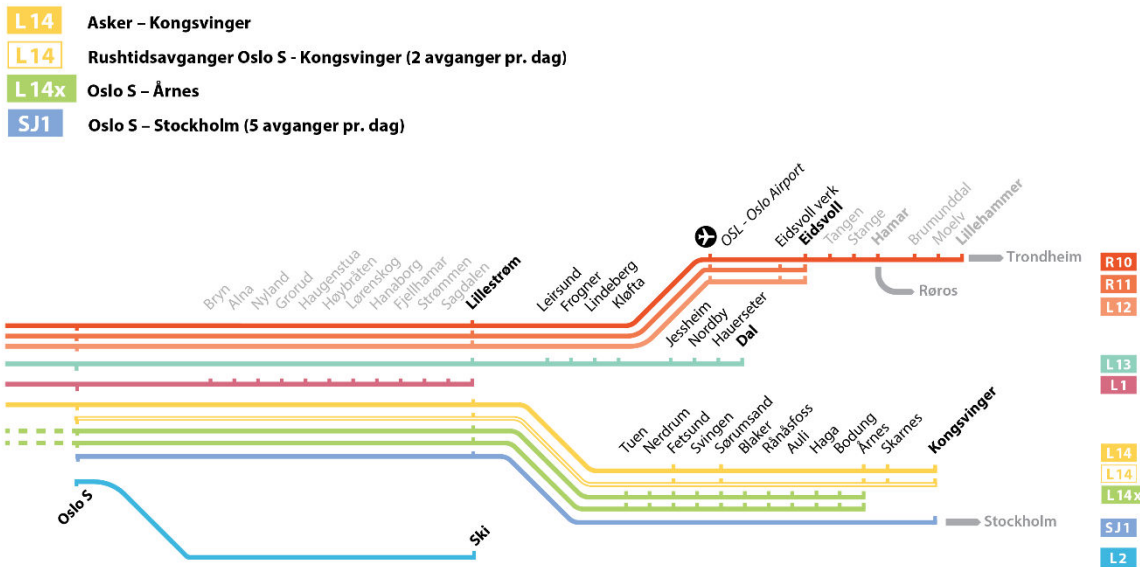 L14 Asker – Kongsvinger
L14 Rushtidsavganger Oslo S - Kongsvinger (2 avganger pr. dag)
L14x Oslo S – Årnes
SJ1 Oslo S – Stockholm (5 avganger pr. dag)
Bryn
Alna
Nyland
Grorud
Haugenstua
Høybråten
Lørenskog
Hanaborg
Fjellhamar
Strømmen
Sagdalen
Lillestrøm
Leirsund
Frogner
Lindeberg
Kløfta
OSL - Oslo Airport
Eidsvoll verk
Eidsvoll
Tangen
Stange
Hamar
Brumunddal
Moelv
Lillehammer
Trondheim
Røros
Jessheim
Nordby
Hauerseter
Dal
R10
R11
L12
L13
L1
Tuen
Nerdrum
Fetsund
Svingen
Sørumsand
Blaker
Rånåsfoss
Auli
Haga
Bodung
Årnes
Skarnes
Kongsvinger
L14
L14
L14x
Stockholm
SJ1
L2
Oslo S
Ski